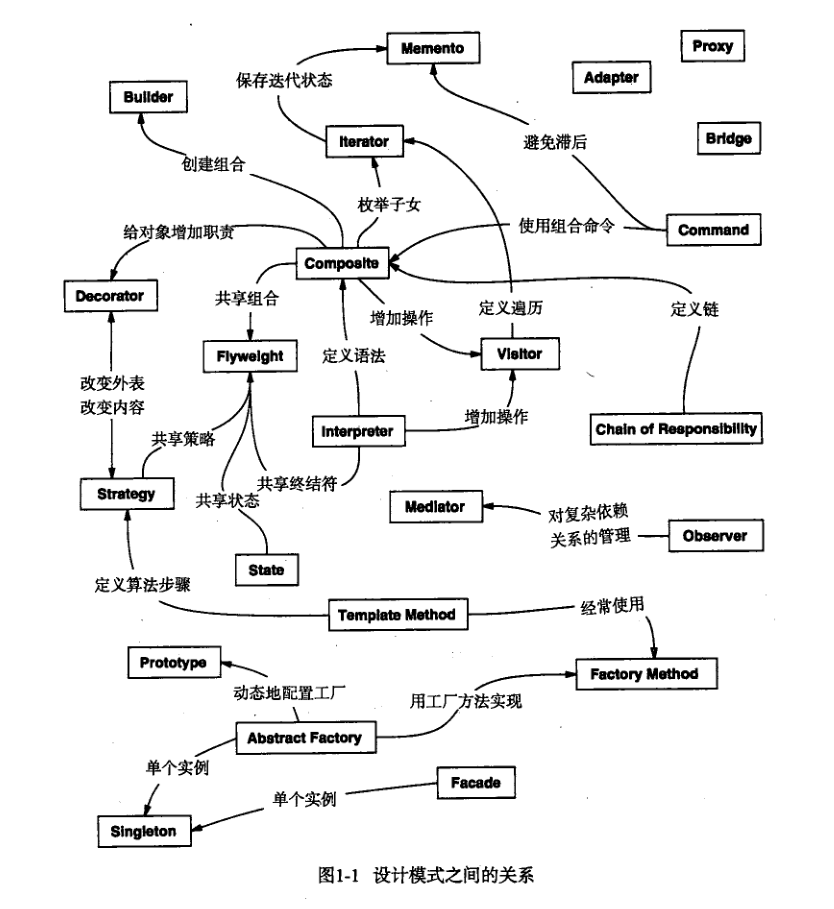 Memento
Proxy
Adapter
保存迭代状态
Builder
Iterator
避免滞后
Bridge
创建组合
枚举子女
给对象增加职责
使用组合命令
Command
Composite
Decorator
共享组合
增加操作
定义遍历
定义链
Flyweight
定义语法
Visitor
改变外表
改变内容
共享策略
Interpreter
增加操作
Chain of Responsibility
Strategy
共享状态
共享终结符
Mediator
对复杂依赖
关系的管理
Observer
State
定义算法步骤
Template Method
经常使用
Prototype
Factory Method
动态地配置工厂
用工厂方法实现
Abstract Factory
单个实例
Facade
单个实例
Singleton
图1-1 设计模式之间的关系